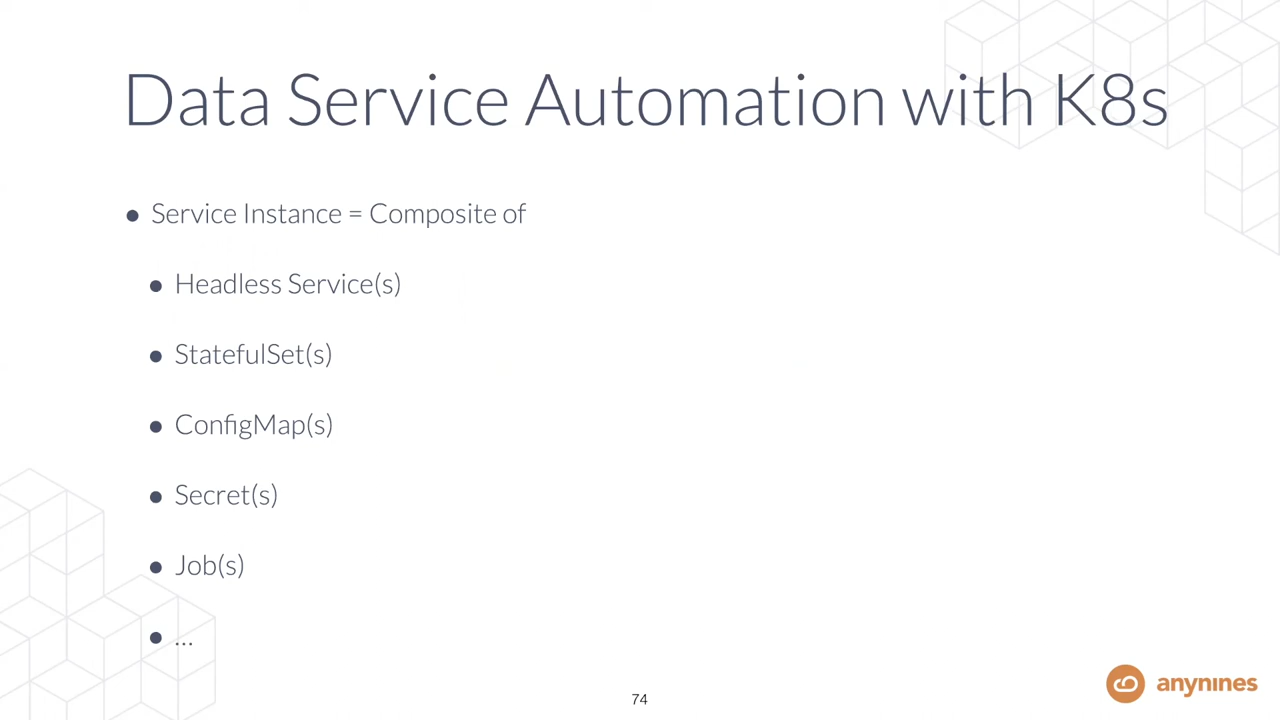 Data Service Automation with K8s
● Service Instance = Composite of
● Headless Service(s)
● StatefulSet(s)
● ConfigMap(s)
● Secret(s)
● Job(s)
● …
74
anynines